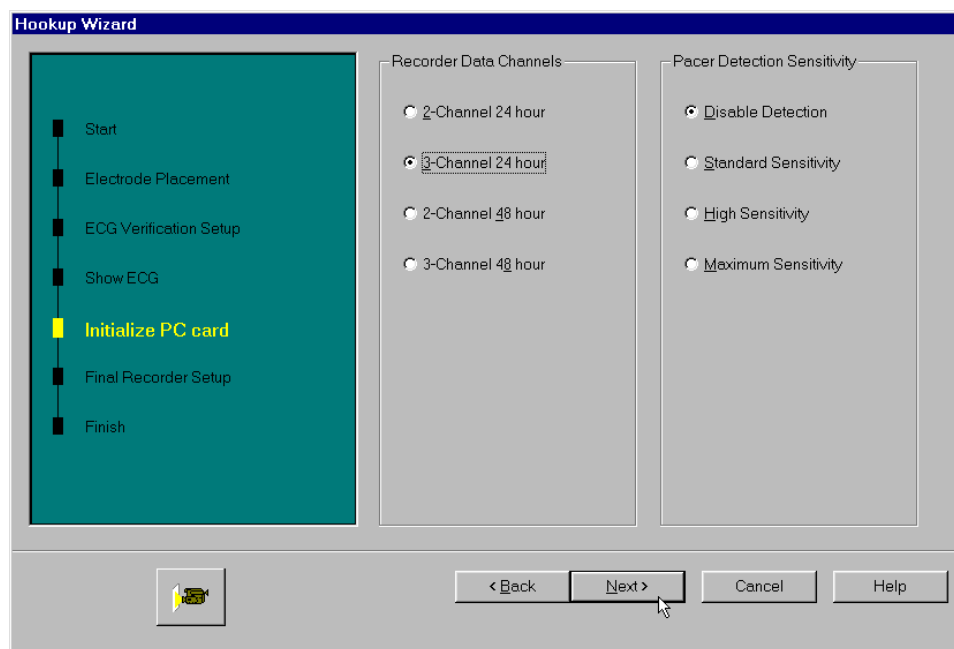 Hookup Wizard
Start
Electrode Placement
ECG Verification Setup
Show ECG
Initialize PC card
Final Recorder Setup
Finish
Recorder Data Channels
2-Channel 24 hour
3-Channel 24 hour
2-Channel 48 hour
3-Channel 48 hour
Pacer Detection Sensitivity
Disable Detection
Standard Sensitivity
High Sensitivity
Maximum Sensitivity
< Back Next > Cancel Help